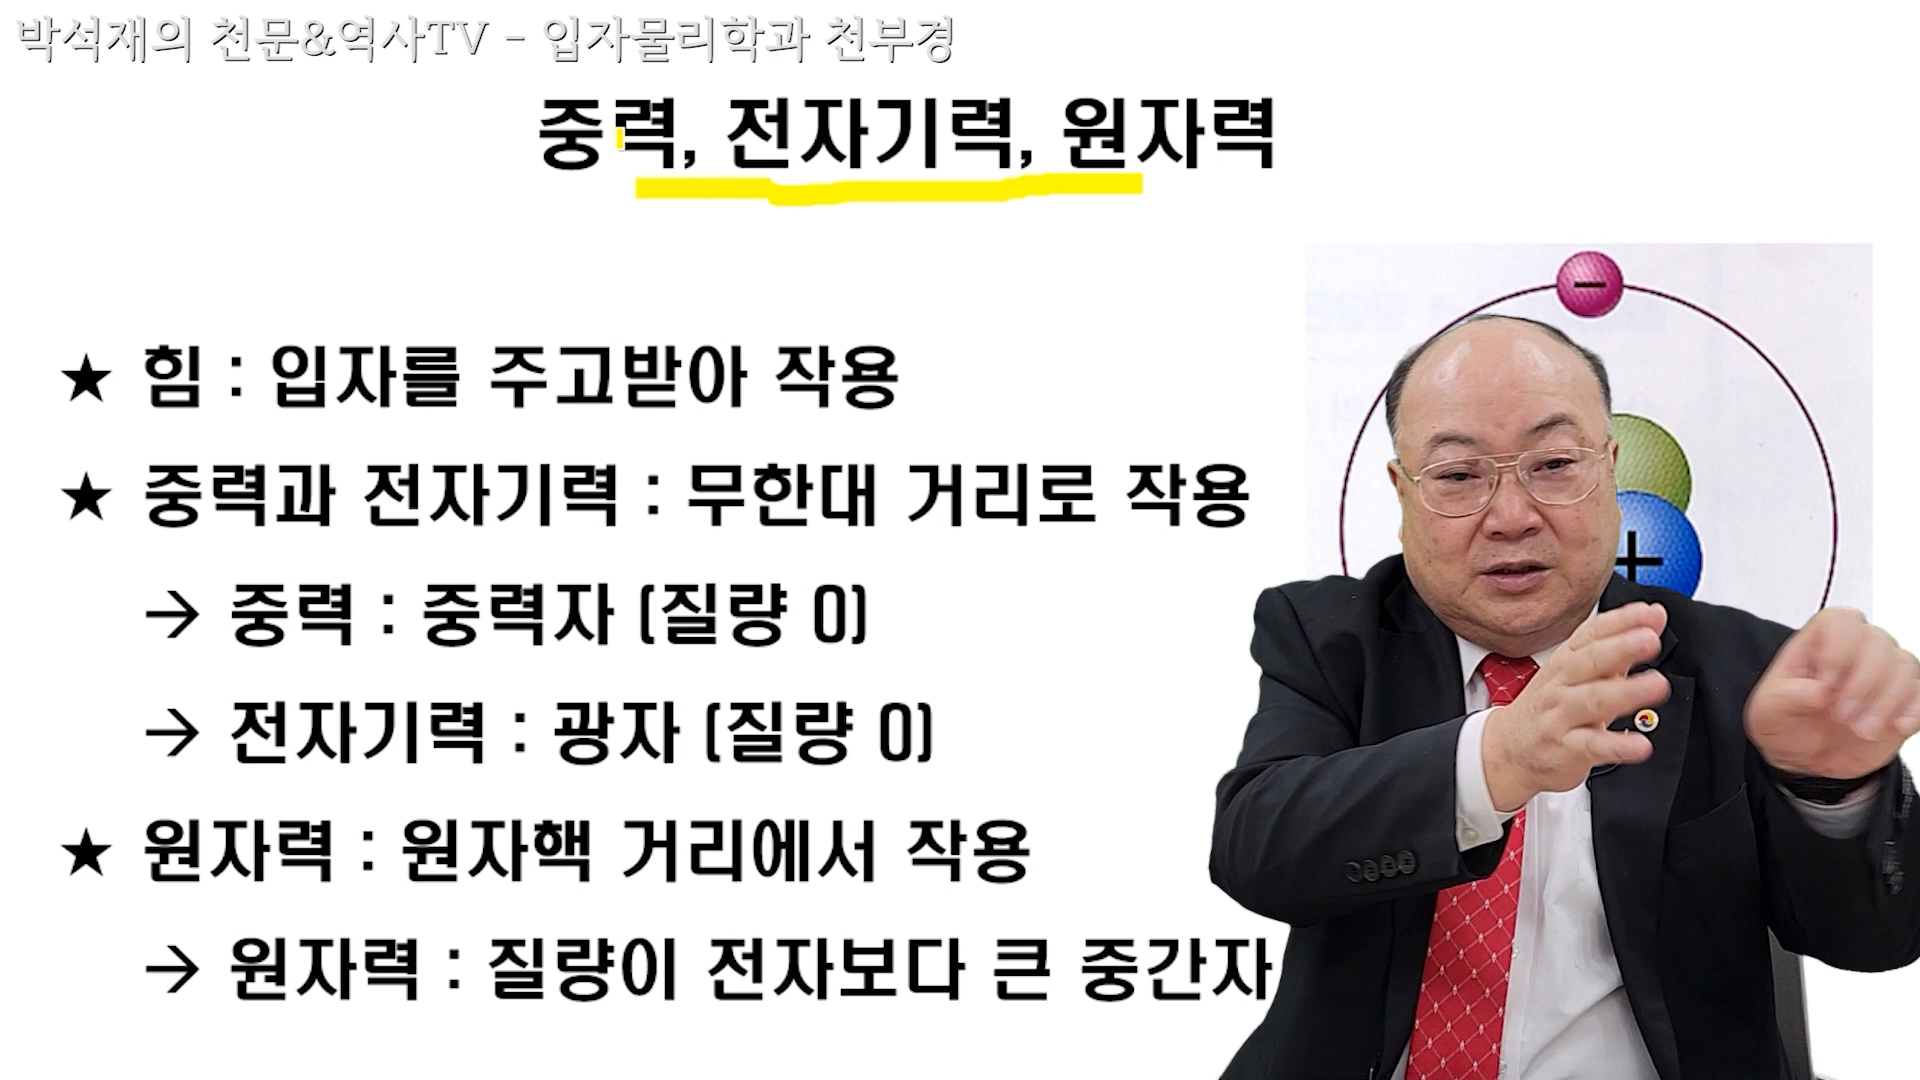 박석재의 천문&역사TV - 입자물리학과 천부경
중력, 전자기력, 원자력
★ 힘 : 입자를 주고받아 작용
★ 중력과 전자기력 : 무한대 거리로 작용
→ 중력 : 중력자 (질량 0)
→ 전자기력 : 광자 (질량 0)
★ 원자력 : 원자핵 거리에서 작용
→ 원자력 : 질량이 전자보다 큰 중간자
−
+